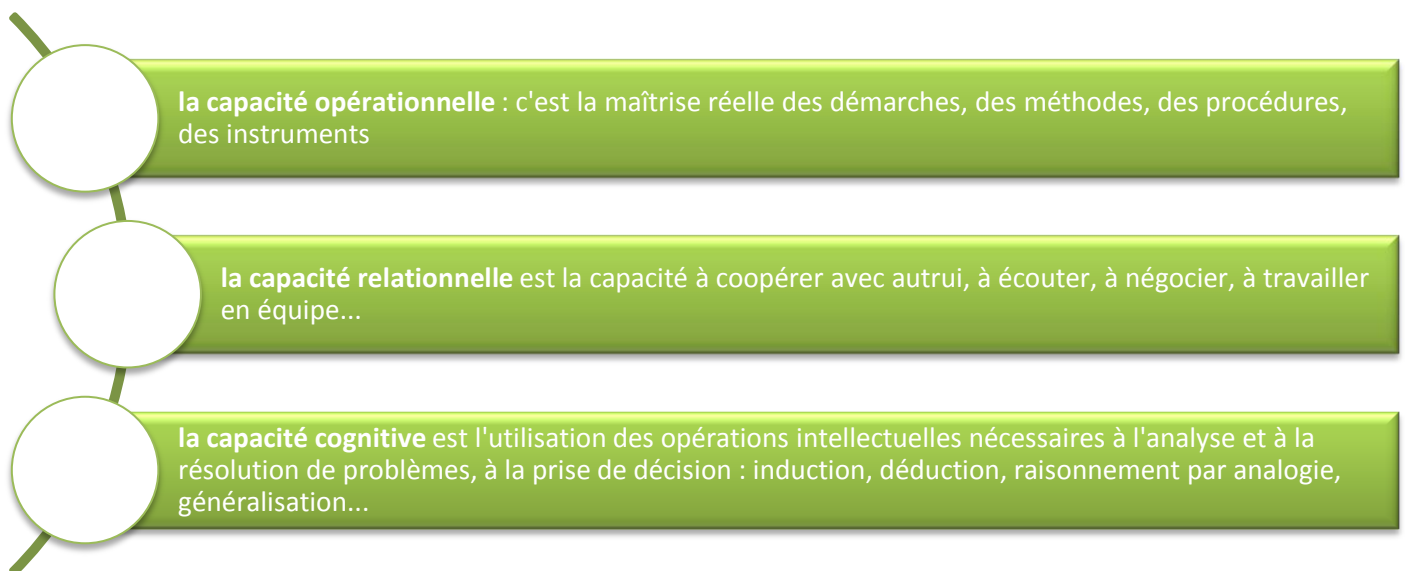 la capacité opérationnelle : c'est la maîtrise réelle des démarches, des méthodes, des procédures,
des instruments
la capacité relationnelle est la capacité à coopérer avec autrui, à écouter, à négocier, à travailler
en équipe...
la capacité cognitive est l'utilisation des opérations intellectuelles nécessaires à l'analyse et à la
résolution de problèmes, à la prise de décision : induction, déduction, raisonnement par analogie,
généralisation...